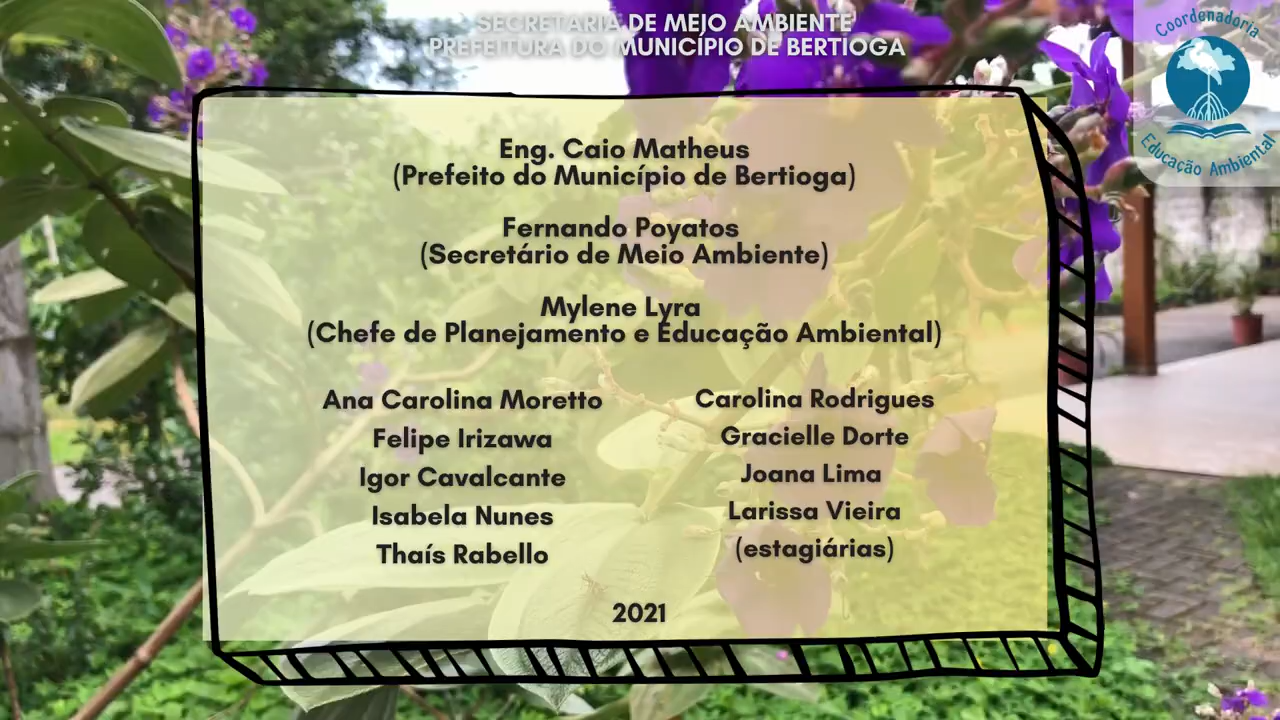 SECRETARIA DE MEIO AMBIENTE
PREFEITURA DO MUNICÍPIO DE BERTIOGA
Coordenadoria
Educação Ambiental
Eng. Caio Matheus
(Prefeito do Município de Bertioga)
Fernando Poyatos
(Secretário de Meio Ambiente)
Mylene Lyra
(Chefe de Planejamento e Educação Ambiental)
Ana Carolina Moretto
Felipe Irizawa
Igor Cavalcante
Isabela Nunes
Thaís Rabello
Carolina Rodrigues
Gracielle Dorte
Joana Lima
Larissa Vieira
(estagiárias)
2021